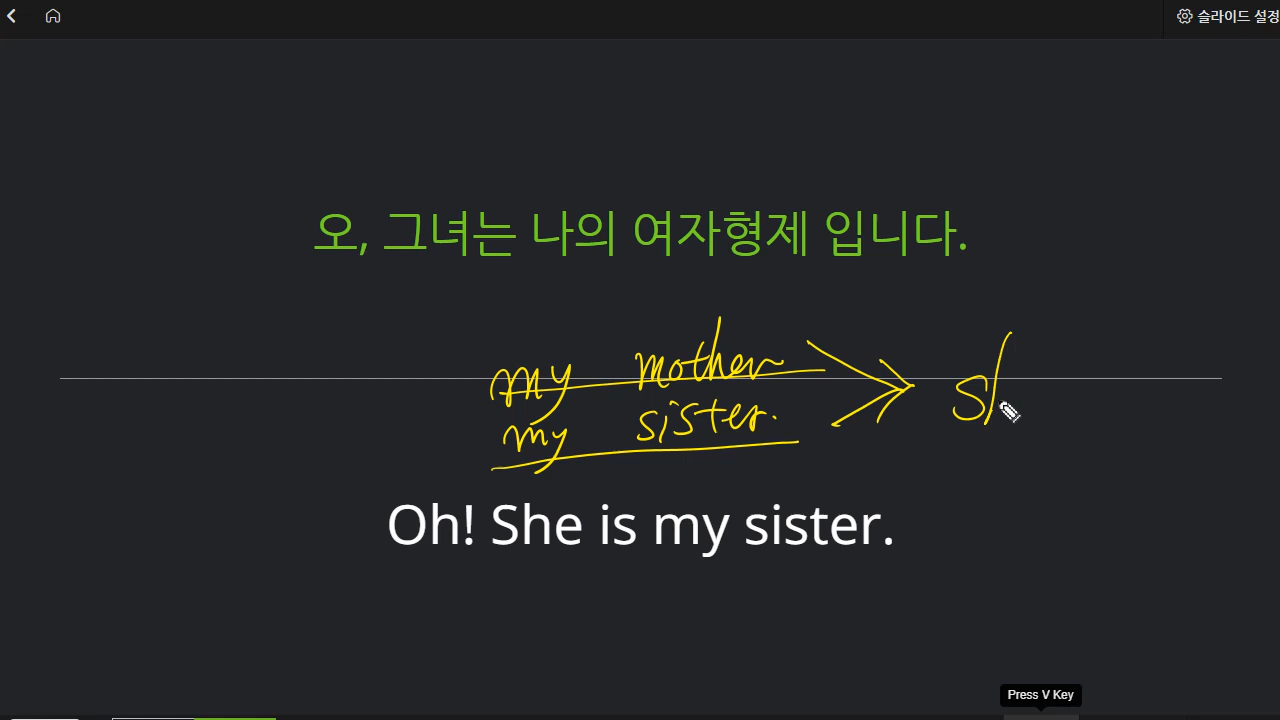 슬라이드 설정
오, 그녀는 나의 여자형제 입니다.
my mother
my sister.
Oh! She is my sister.
Press V Key